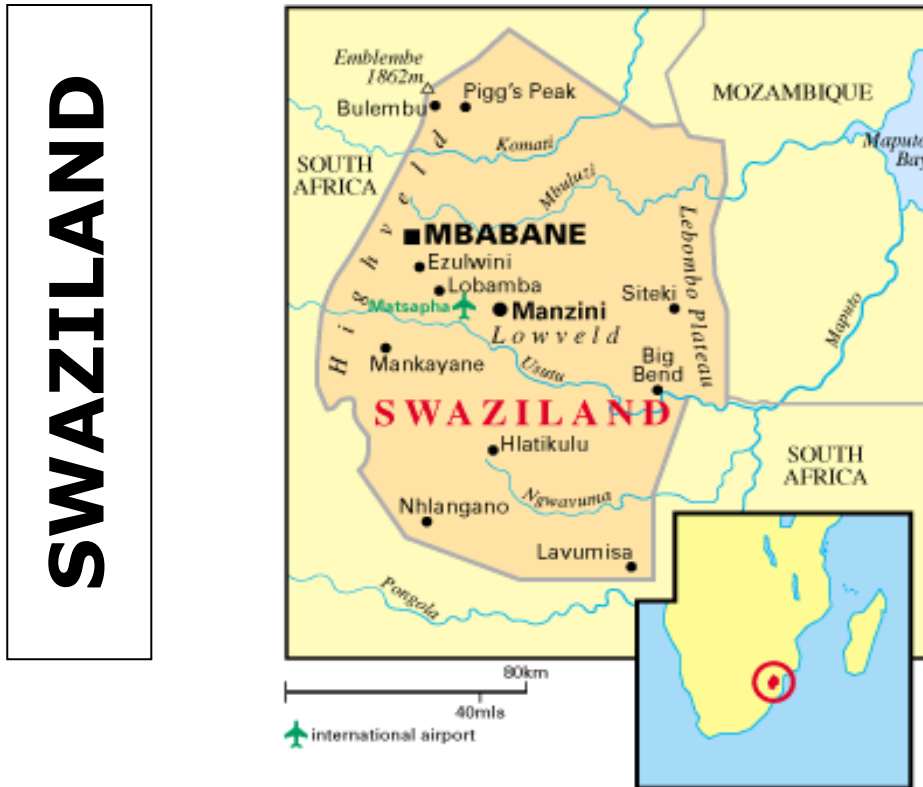 SWAZILAND
Emblembe
1862m
Pigg's Peak
Bulembu
MOZAMBIQUE
Maputo
Bay
Komati
SOUTH
AFRICA
Mbuluzi
Highveld
Lebombo Plateau
MBABANE
Ezulwini
Lobamba
Matsapha
Manzini
Siteki
Lowveld
Maputo
Mankayane
Usutu
Big
Bend
SWAZILAND
Hlatikulu
SOUTH
AFRICA
Ngwavuma
Nhlangano
Lavumisa
Pongola
80km
40mls
international airport